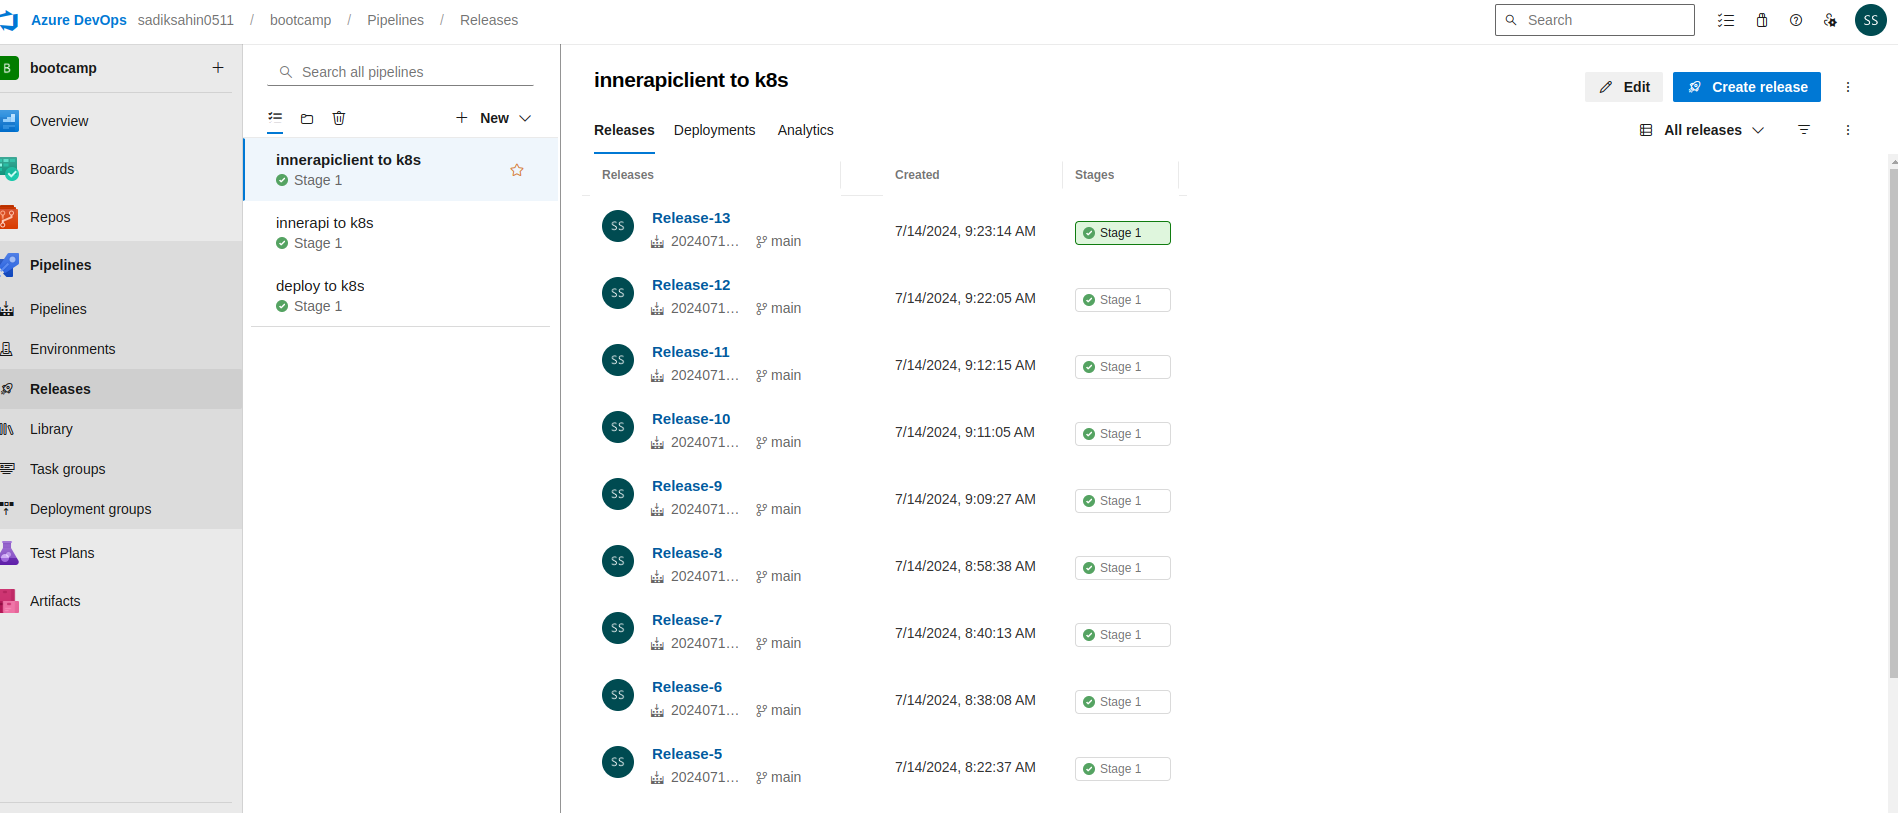 Azure DevOps sadiksahin0511 / bootcamp / Pipelines / Releases
Search
SS
B bootcamp
Overview
Boards
Repos
Pipelines
Pipelines
Environments
Releases
Library
Task groups
Deployment groups
Test Plans
Artifacts
Search all pipelines
New
innerapiclient to k8s
Stage 1
innerapi to k8s
Stage 1
deploy to k8s
Stage 1
innerapiclient to k8s
Edit
Create release
Releases Deployments Analytics
All releases
Releases Created Stages
SS Release-13
2024071... main 7/14/2024, 9:23:14 AM Stage 1
SS Release-12
2024071... main 7/14/2024, 9:22:05 AM Stage 1
SS Release-11
2024071... main 7/14/2024, 9:12:15 AM Stage 1
SS Release-10
2024071... main 7/14/2024, 9:11:05 AM Stage 1
SS Release-9
2024071... main 7/14/2024, 9:09:27 AM Stage 1
SS Release-8
2024071... main 7/14/2024, 8:58:38 AM Stage 1
SS Release-7
2024071... main 7/14/2024, 8:40:13 AM Stage 1
SS Release-6
2024071... main 7/14/2024, 8:38:08 AM Stage 1
SS Release-5
2024071... main 7/14/2024, 8:22:37 AM Stage 1